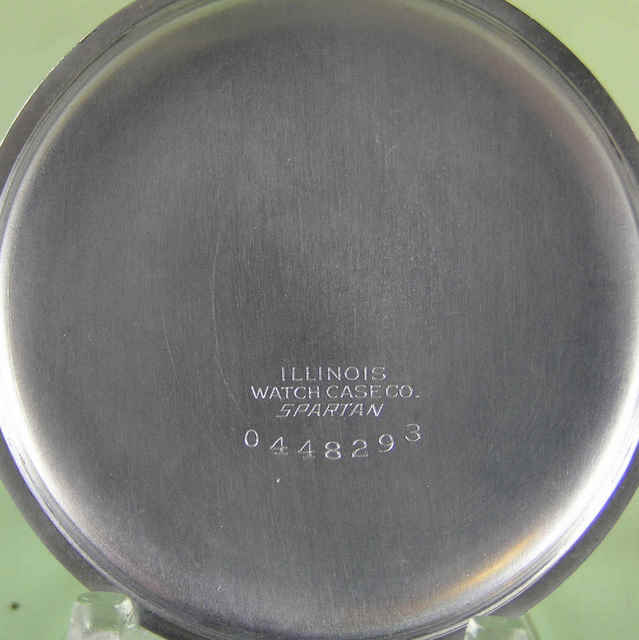 ILLINOIS
WATCH CASE CO.
SPARTAN
0448293